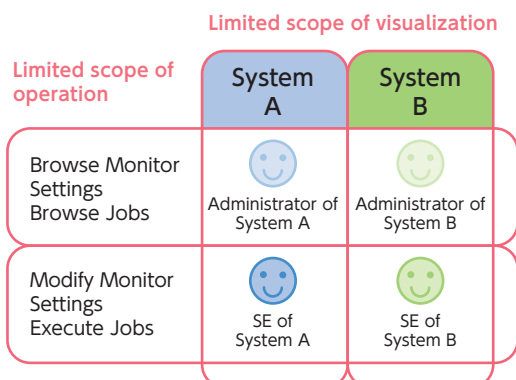 Limited scope of visualization
Limited scope of
operation
System
A
System
B
Browse Monitor
Settings
Browse Jobs
Administrator of
System A
Administrator of
System B
Modify Monitor
Settings
Execute Jobs
SE of
System A
SE of
System B